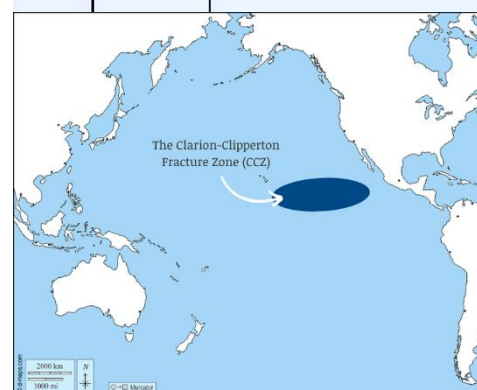 The Clarion-Clipperton
Fracture Zone (CCZ)
2000 km
1000 mi
N
Mercator
d-maps.com